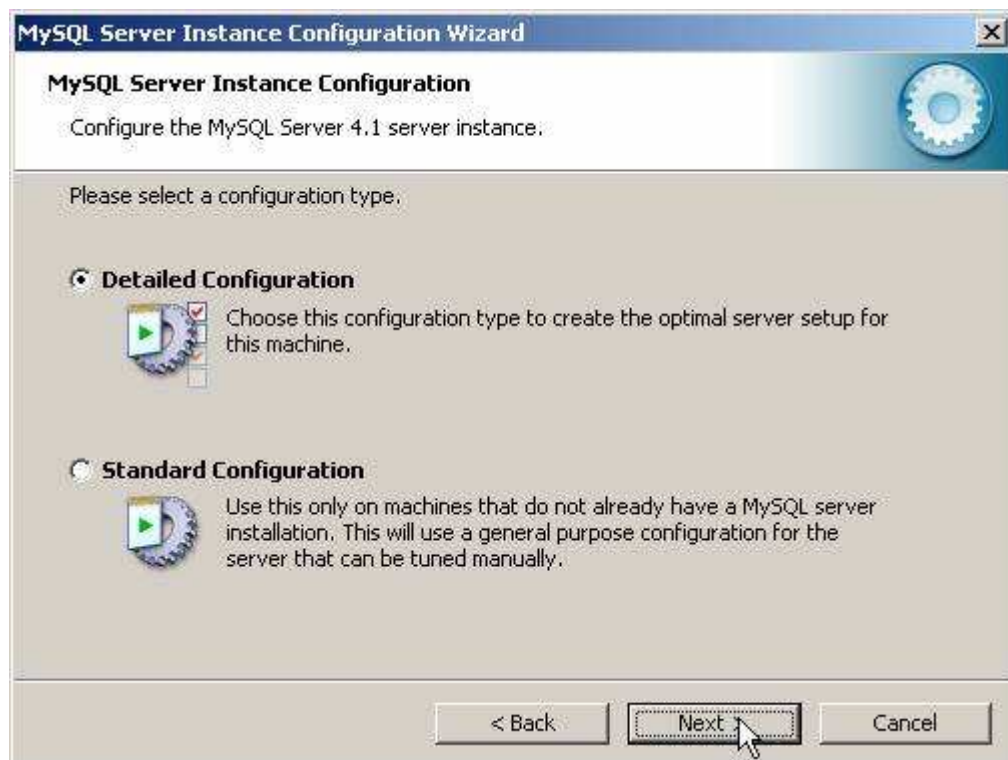 MySQL Server Instance Configuration Wizard
MySQL Server Instance Configuration
Configure the MySQL Server 4.1 server instance.
Please select a configuration type.
Detailed Configuration
Choose this configuration type to create the optimal server setup for
this machine.
Standard Configuration
Use this only on machines that do not already have a MySQL server
installation. This will use a general purpose configuration for the
server that can be tuned manually.
< Back
Next >
Cancel